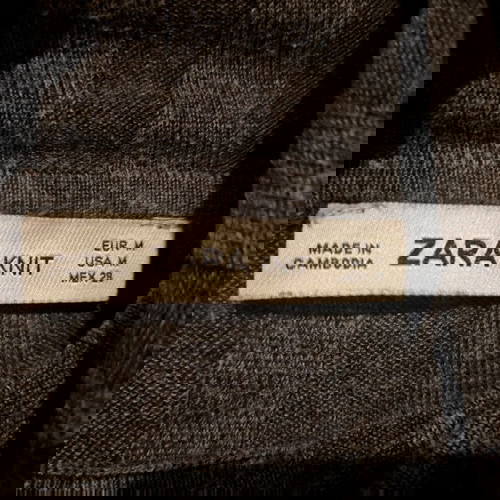 KNIT
EUR M
USA M
MEX 28
MADE IN
CAMBODIA
ZARA